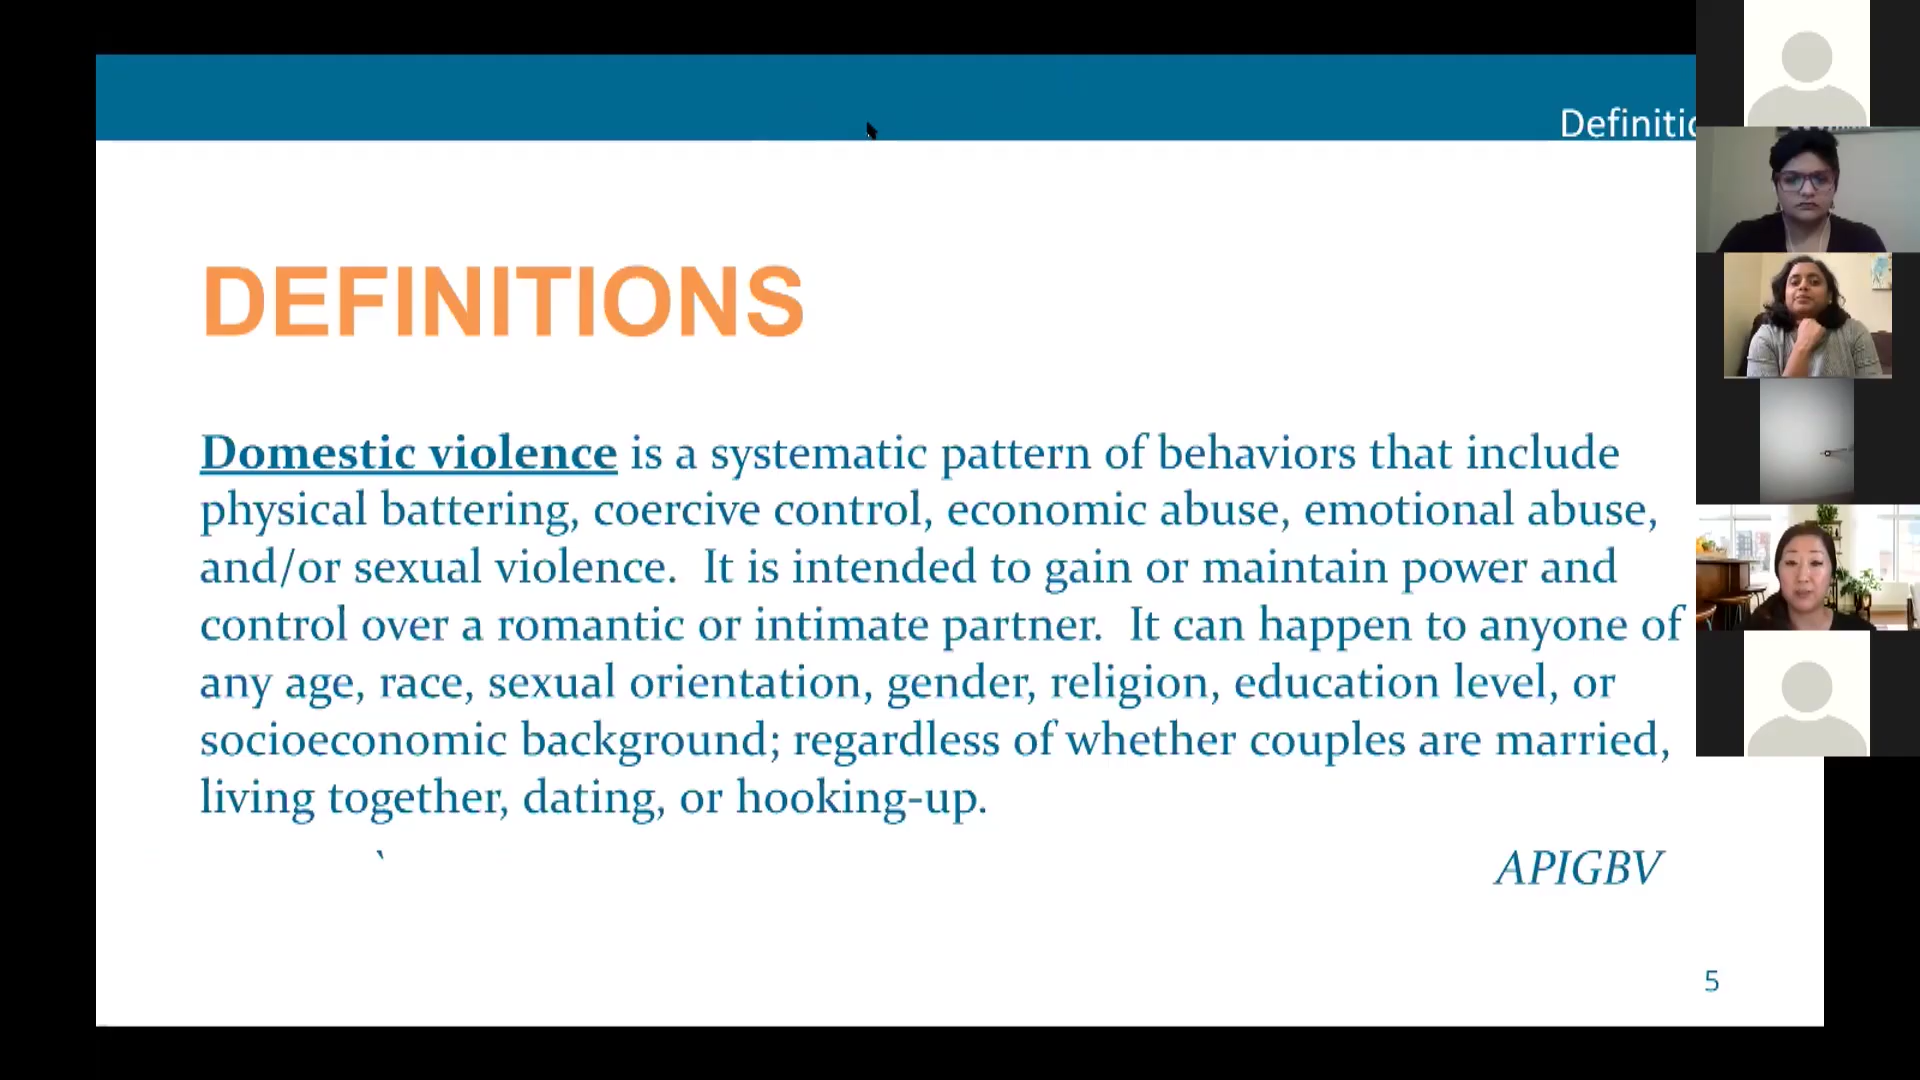 Definitio
DEFINITIONS
Domestic violence is a systematic pattern of behaviors that include
physical battering, coercive control, economic abuse, emotional abuse,
and/or sexual violence.  It is intended to gain or maintain power and
control over a romantic or intimate partner.  It can happen to anyone of
any age, race, sexual orientation, gender, religion, education level, or
socioeconomic background; regardless of whether couples are married,
living together, dating, or hooking-up.
`
APIGBV
5